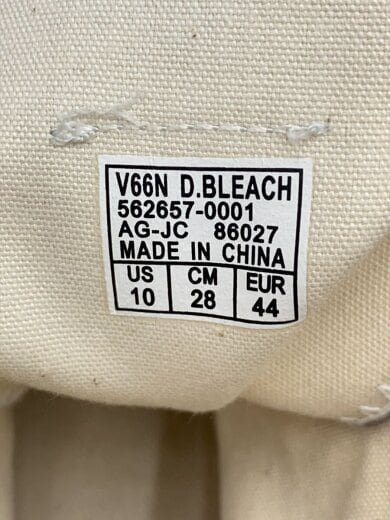 V66N D.BLEACH
562657-0001
AG-JC 86027
MADE IN CHINA
US CM EUR
10 28 44